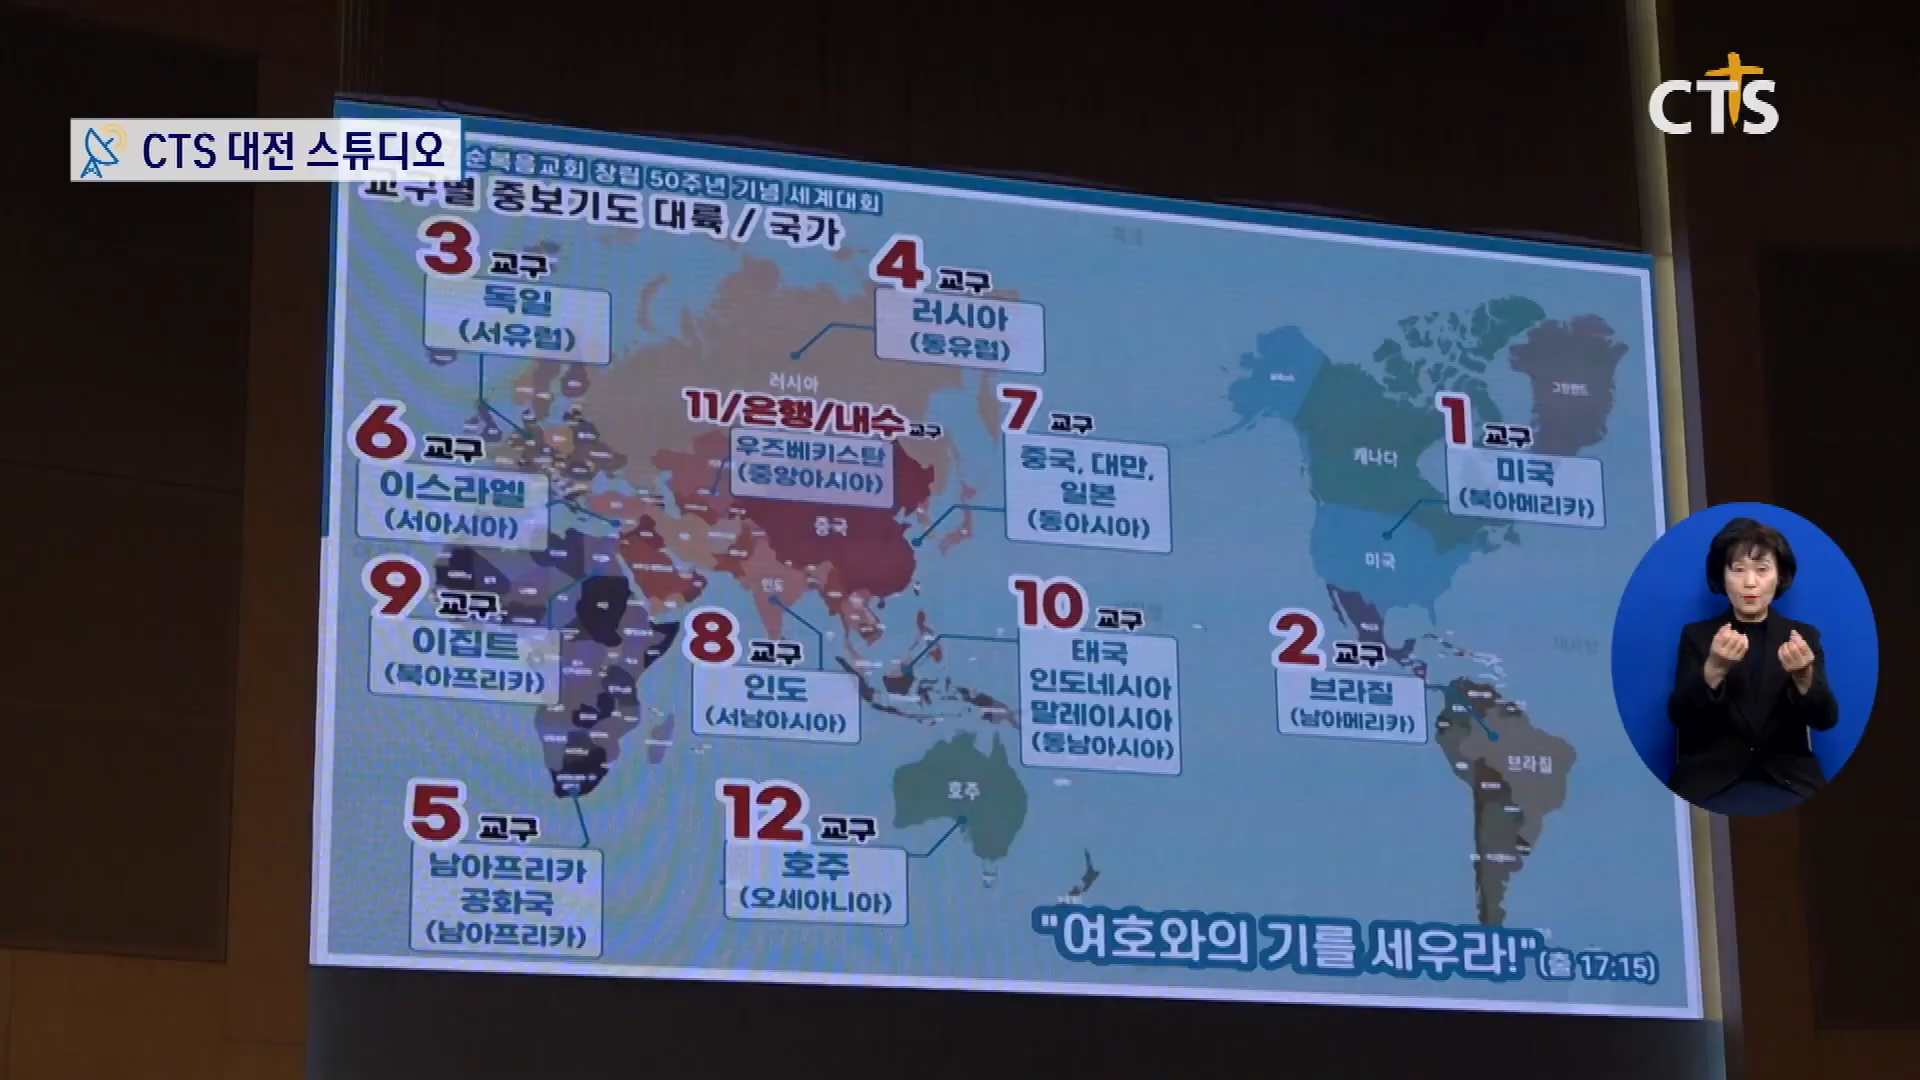 CTS
CTS 대전 스튜디오
순복음교회 창립 50주년 기념 세계대회
교구별 중보기도 대륙 / 국가
3 교구
독일
(서유럽)
4 교구
러시아
(동유럽)
러시아
11/은행/내수교구
우즈베키스탄
(중앙아시아)
7 교구
중국, 대만,
일본
(동아시아)
1 교구
미국
(북아메리카)
그린란드
캐나다
미국
6 교구
이스라엘
(서아시아)
중국
인도
9 교구
이집트
(북아프리카)
8 교구
인도
(서남아시아)
10 교구
태국
인도네시아
말레이시아
(동남아시아)
2 교구
브라질
(남아메리카)
브라질
5 교구
남아프리카
공화국
(남아프리카)
12 교구
호주
(오세아니아)
호주
"여호와의 기를 세우라!"(출 17:15)